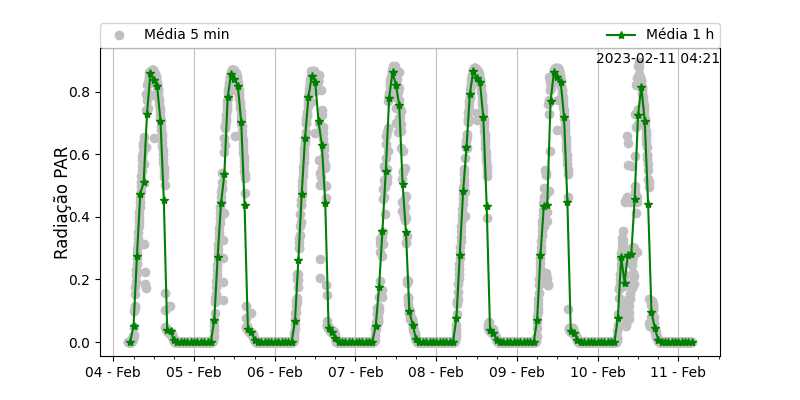 Média 5 min
Média 1 h
2023-02-11 04:21
Radiação PAR
0.8
0.6
0.4
0.2
0.0
04 - Feb
05 - Feb
06 - Feb
07 - Feb
08 - Feb
09 - Feb
10 - Feb
11 - Feb